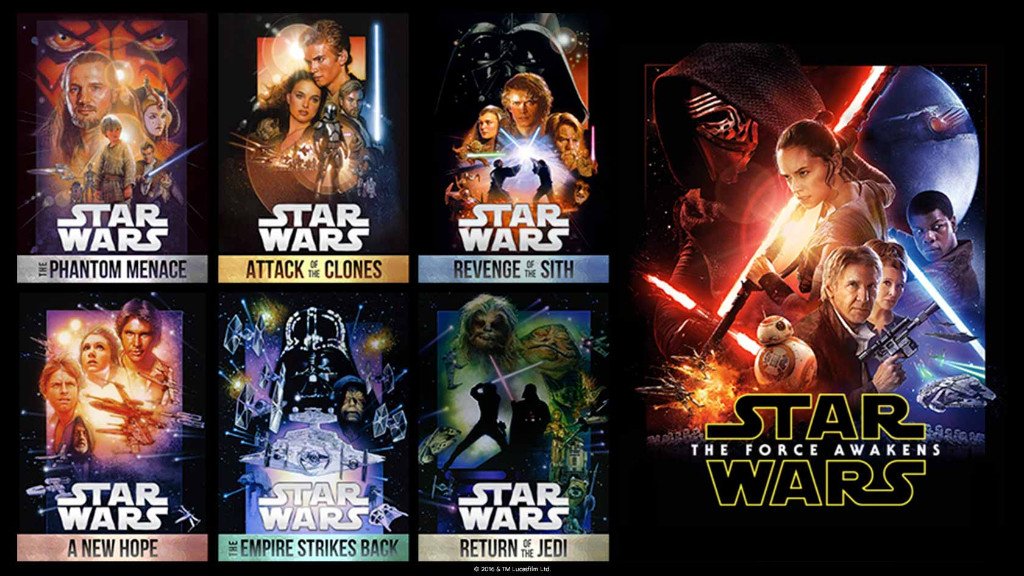 STAR
WARS
THE PHANTOM MENACE
STAR
WARS
ATTACK OF THE CLONES
STAR
WARS
REVENGE OF THE SITH
STAR
WARS
A NEW HOPE
STAR
WARS
THE EMPIRE STRIKES BACK
STAR
WARS
RETURN OF THE JEDI
STAR
THE FORCE AWAKENS
WARS
© 2016 & TM Lucasfilm Ltd.